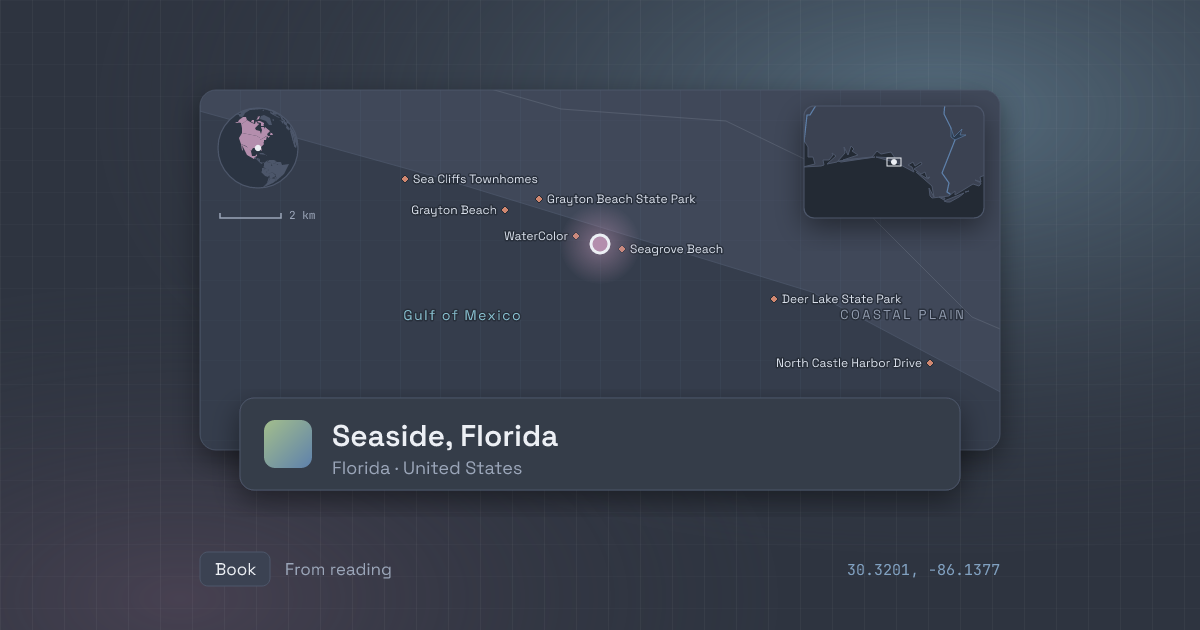 Sea Cliffs Townhomes
Grayton Beach State Park
Grayton Beach
2 km
WaterColor
Seagrove Beach
Deer Lake State Park
Gulf of Mexico
COASTAL PLAIN
North Castle Harbor Drive
Seaside, Florida
Florida · United States
Book
From reading
30.3201, -86.1377